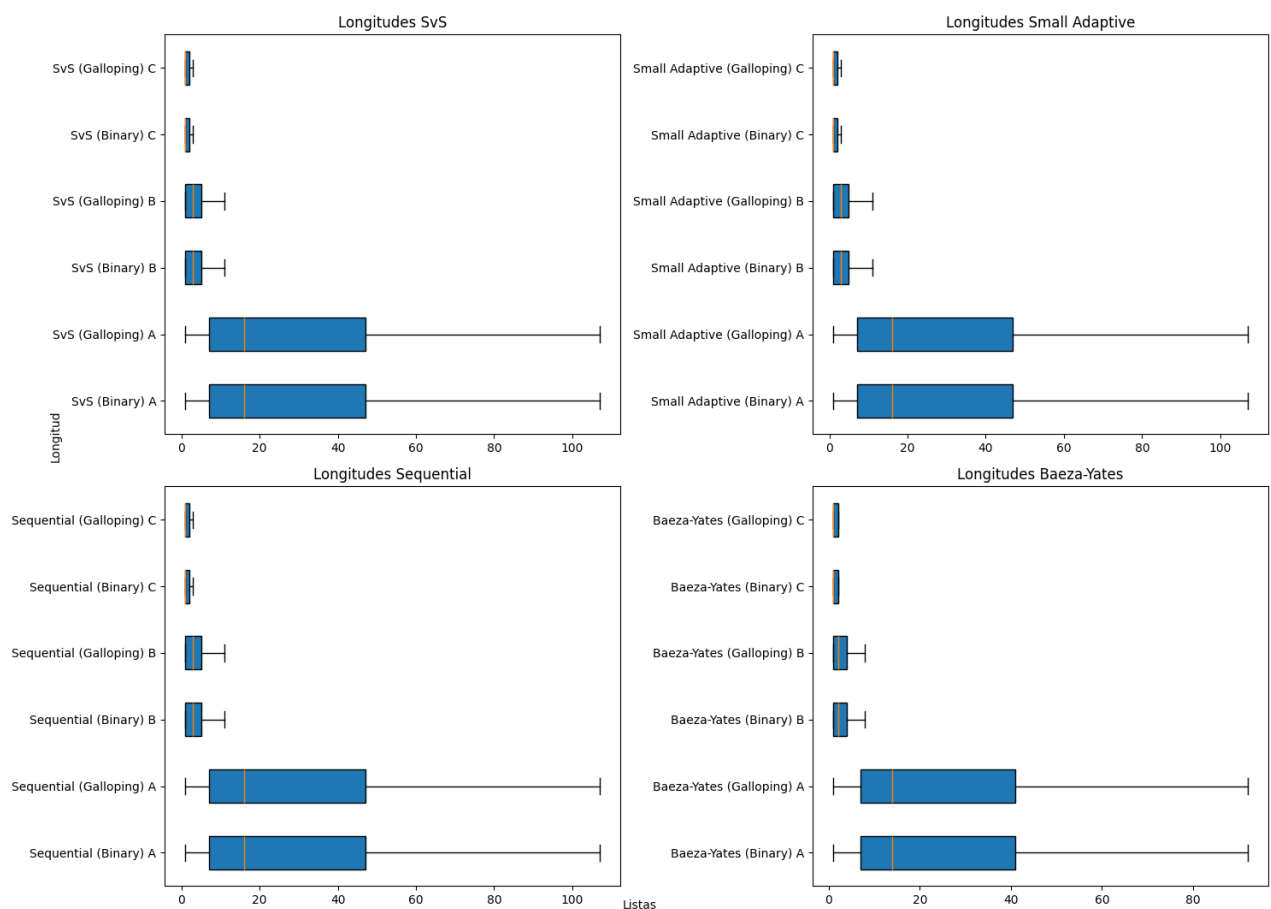 Longitudes SvS
SvS (Galloping) C
SvS (Binary) C
SvS (Galloping) B
SvS (Binary) B
SvS (Galloping) A
SvS (Binary) A
0 20 40 60 80 100
Longitudes Small Adaptive
Small Adaptive (Galloping) C
Small Adaptive (Binary) C
Small Adaptive (Galloping) B
Small Adaptive (Binary) B
Small Adaptive (Galloping) A
Small Adaptive (Binary) A
0 20 40 60 80 100
Longitud
Longitudes Sequential
Sequential (Galloping) C
Sequential (Binary) C
Sequential (Galloping) B
Sequential (Binary) B
Sequential (Galloping) A
Sequential (Binary) A
0 20 40 60 80 100
Longitudes Baeza-Yates
Baeza-Yates (Galloping) C
Baeza-Yates (Binary) C
Baeza-Yates (Galloping) B
Baeza-Yates (Binary) B
Baeza-Yates (Galloping) A
Baeza-Yates (Binary) A
0 20 40 60 80
Listas